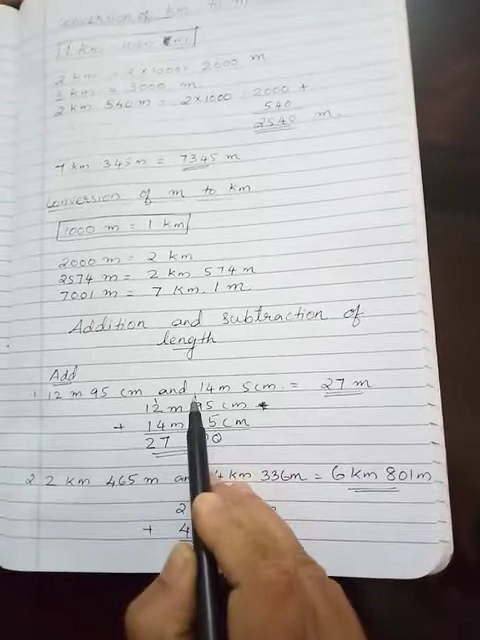 Conversion of km to m
1 km 1000 m
2 km = 2 x 1000 = 2000 m
3 km = 3000 m.
2 km 540 m = 2 x 1000 = 2000 +
540
2540 m.
7 km 345 m = 7345 m
Conversion of m to km
1000 m = 1 km
2000 m = 2 km
2574 m = 2 km 574 m
7001 m = 7 km. 1 m.
Addition and subtraction of
length
Add
1 12 m 95 cm and 14 m 5 cm. = 27 m
12 m 95 cm
+ 14 m 5 cm
27
2 2 km 465 m 4 km 336m = 6 km 801 m
2
+ 4